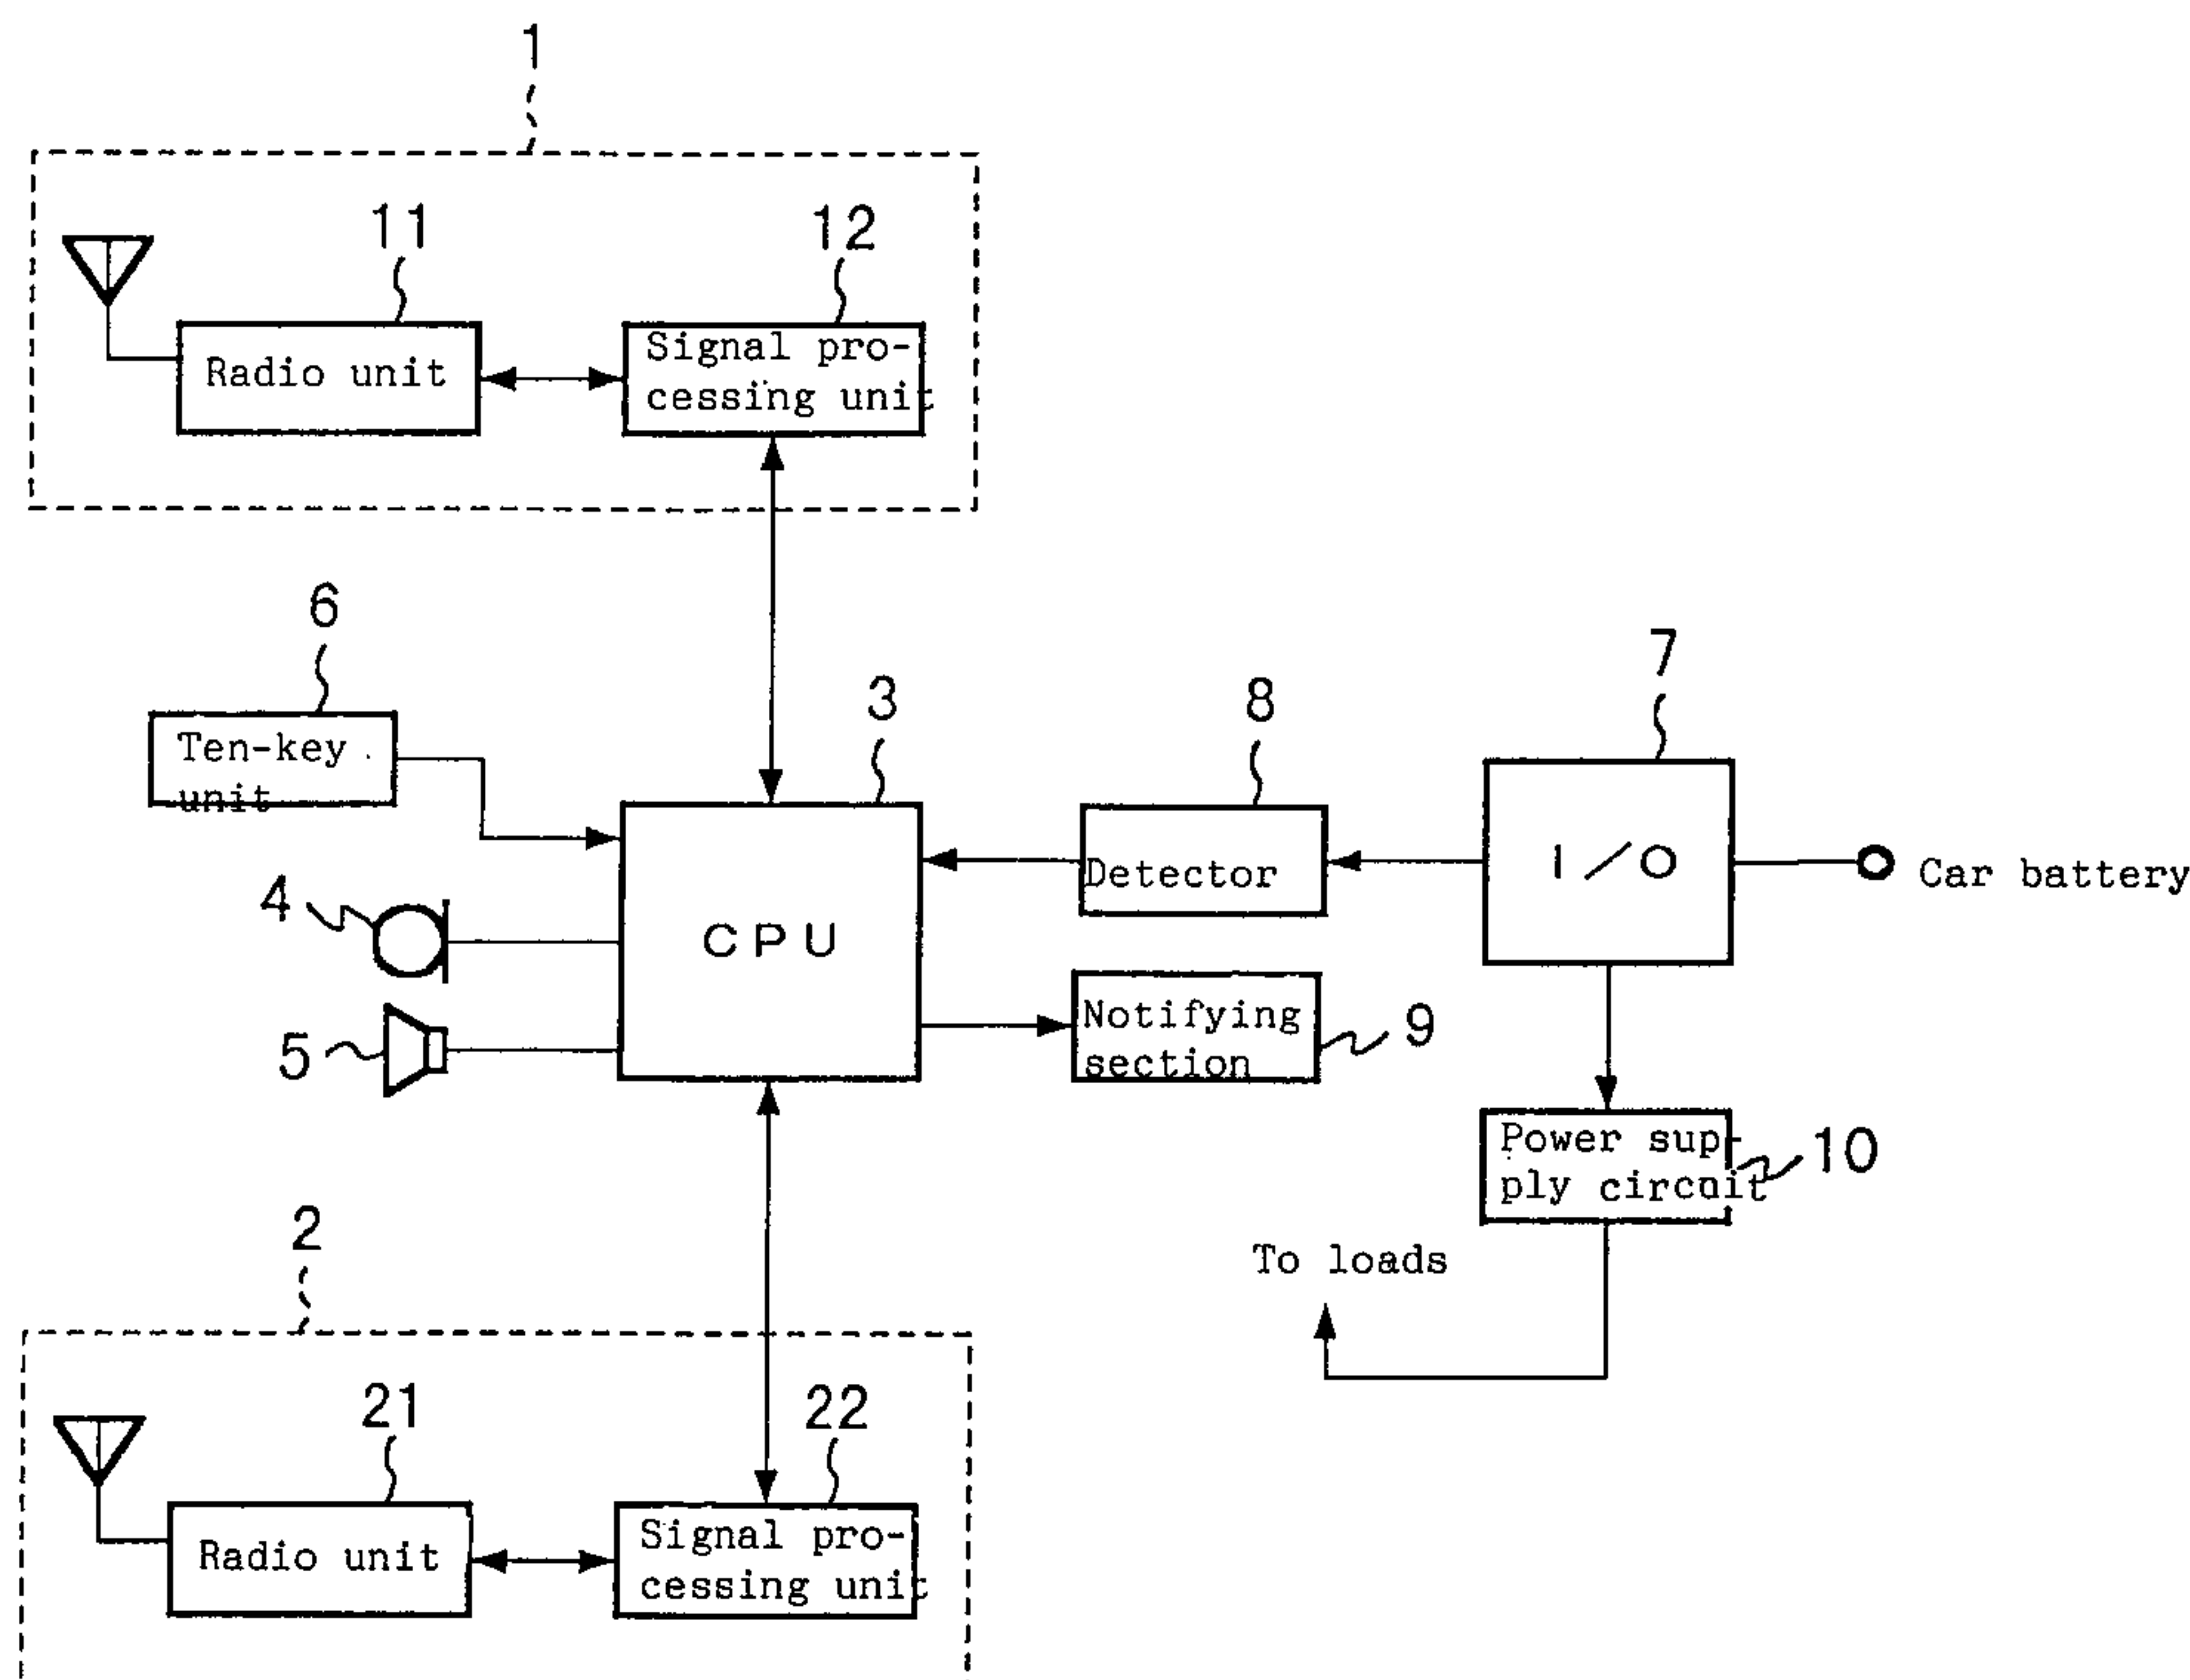 1
11
12
Radio unit
Signal pro-
cessing unit
6
Ten-key
unit
3
8
7
4
CPU
Detector
I/O
Car battery
5
Notifying
section
9
Power sup-
ply circuit
10
To loads
2
21
22
Radio unit
Signal pro-
cessing unit